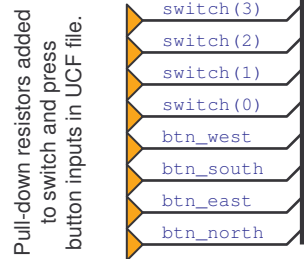 Pull-down resistors added
to switch and press
button inputs in UCF file.
switch(3)
switch(2)
switch(1)
switch(0)
btn_west
btn_south
btn_east
btn_north